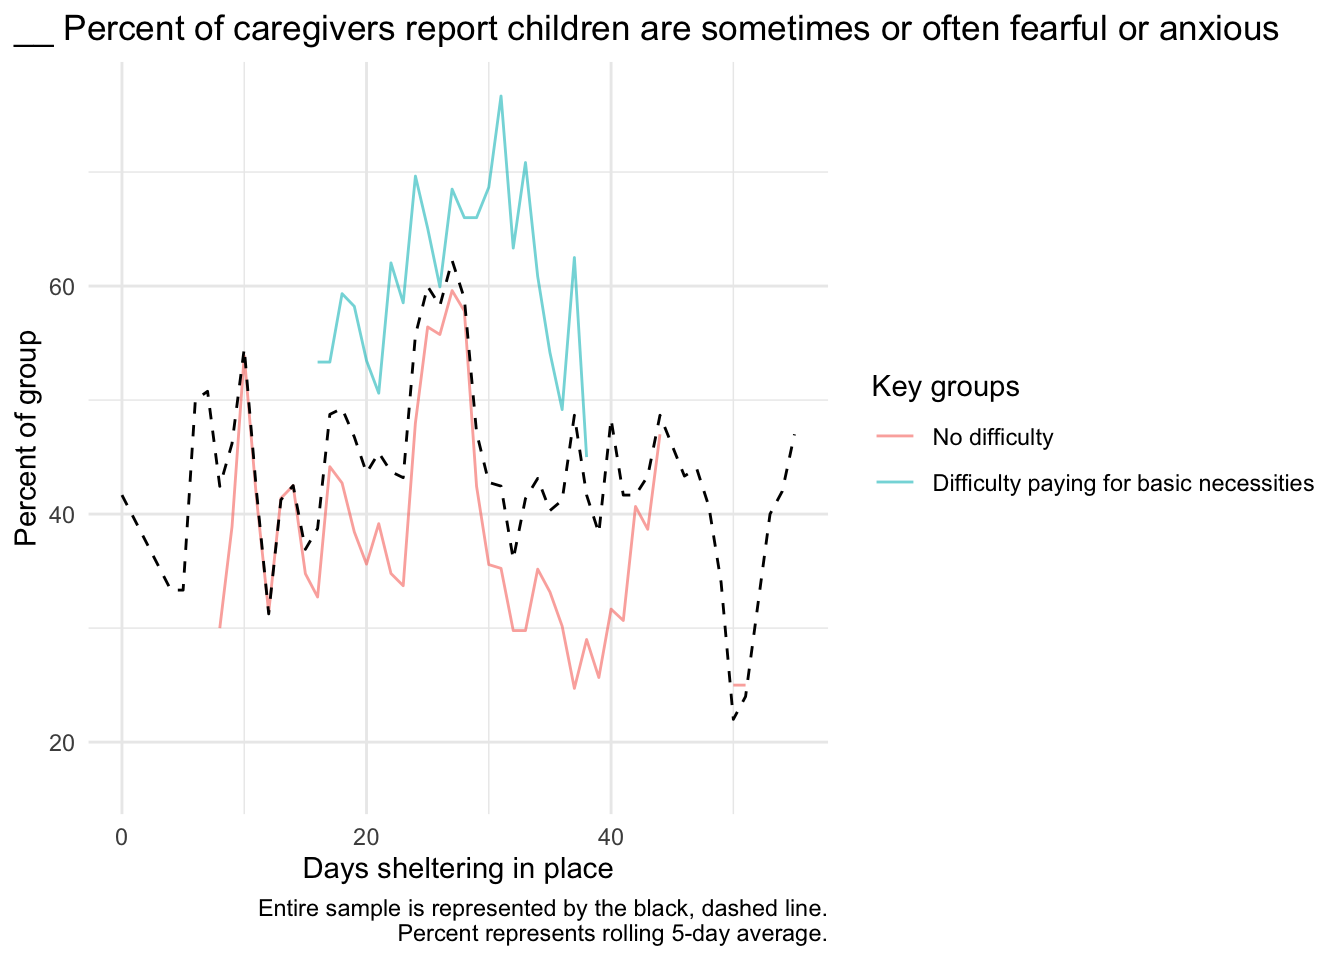 __ Percent of caregivers report children are sometimes or often fearful or anxious
Percent of group
60
40
20
0 20 40
Days sheltering in place
Key groups
No difficulty
Difficulty paying for basic necessities
Entire sample is represented by the black, dashed line.
Percent represents rolling 5-day average.